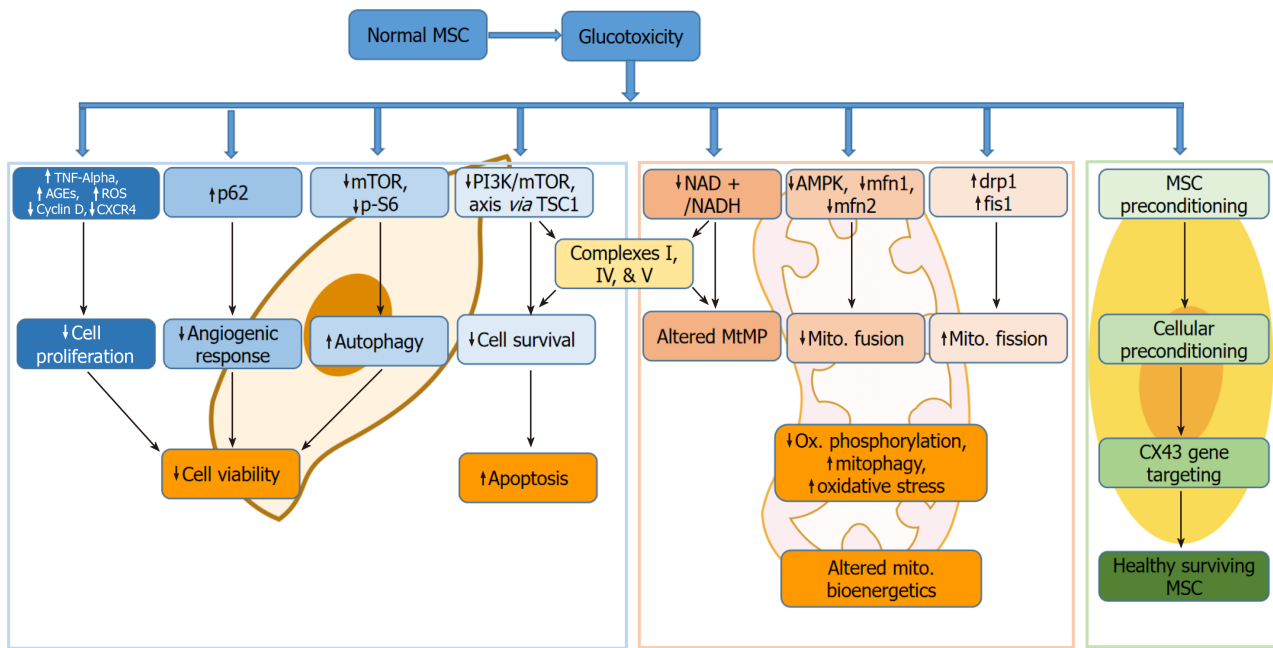 Normal MSC
Glucotoxicity
↑ TNF-Alpha,
↑ AGEs, ↑ ROS
↓ Cyclin D, ↓ CXCR4
↑ p62
↓ mTOR,
↓ p-S6
↓ PI3K/mTOR,
axis via TSC1
↓ NAD +
/NADH
↓ AMPK, ↓ mfn1,
↓ mfn2
↑ drp1
↑ fis1
MSC
preconditioning
Complexes I,
IV, & V
↓ Cell
proliferation
↓ Angiogenic
response
↑ Autophagy
↓ Cell survival
Altered MtMP
↓ Mito. fusion
↑ Mito. fission
Cellular
preconditioning
↓ Cell viability
↑ Apoptosis
↓ Ox. phosphorylation,
↑ mitophagy,
↑ oxidative stress
CX43 gene
targeting
Altered mito.
bioenergetics
Healthy surviving
MSC